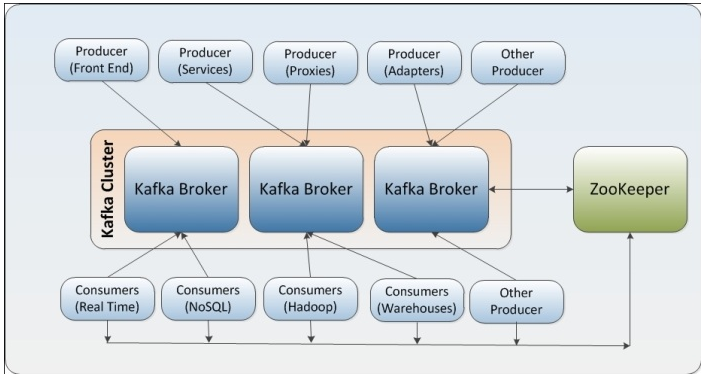 Producer
(Front End)
Producer
(Services)
Producer
(Proxies)
Producer
(Adapters)
Other
Producer
Kafka Cluster
Kafka Broker
Kafka Broker
Kafka Broker
ZooKeeper
Consumers
(Real Time)
Consumers
(NoSQL)
Consumers
(Hadoop)
Consumers
(Warehouses)
Other
Producer